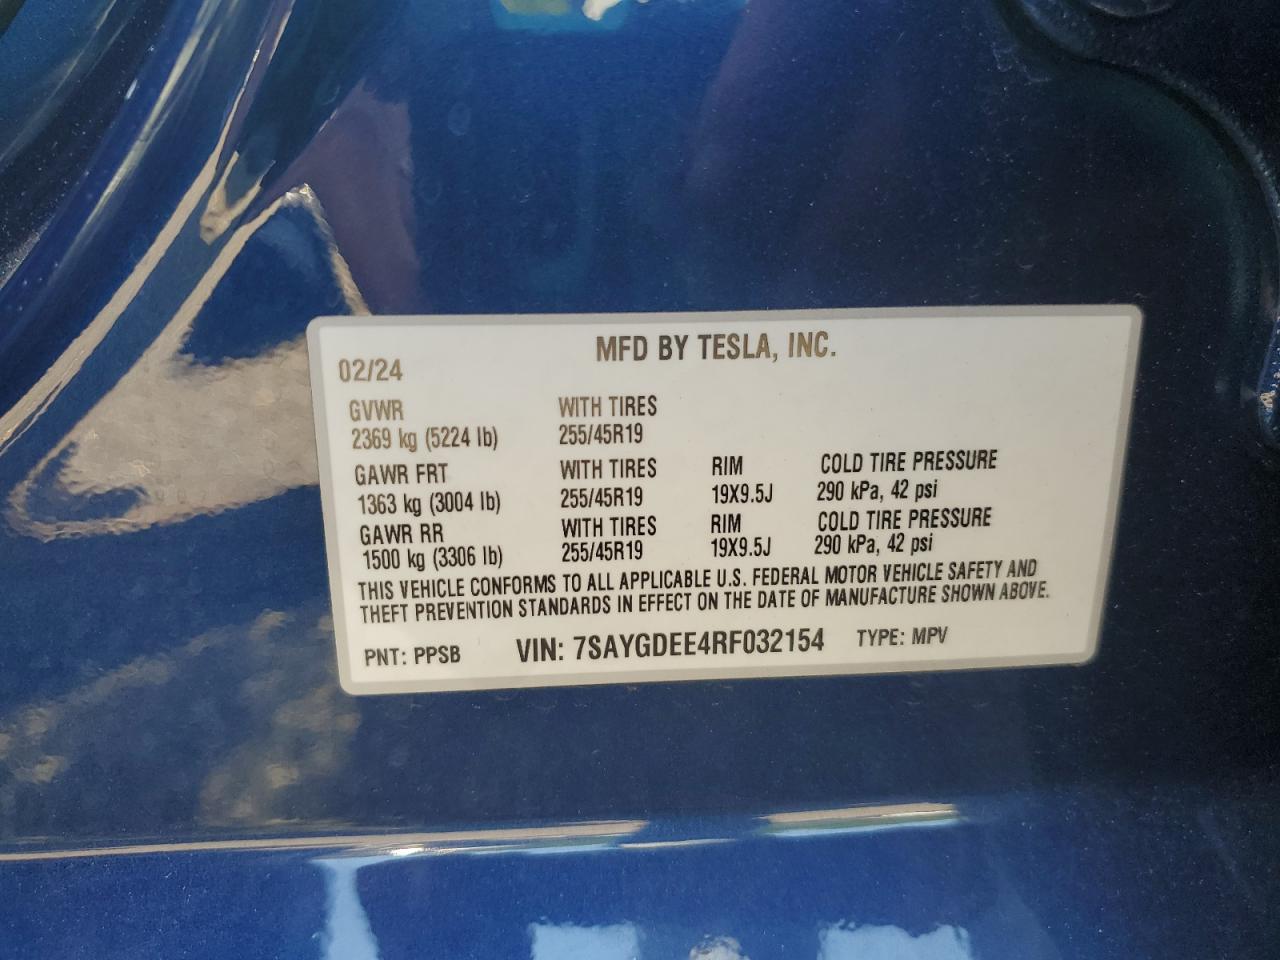 MFD BY TESLA, INC.
02/24
GVWR WITH TIRES
2369 kg (5224 lb) 255/45R19
GAWR FRT WITH TIRES RIM COLD TIRE PRESSURE
1363 kg (3004 lb) 255/45R19 19X9.5J 290 kPa, 42 psi
GAWR RR WITH TIRES RIM COLD TIRE PRESSURE
1500 kg (3306 lb) 255/45R19 19X9.5J 290 kPa, 42 psi
THIS VEHICLE CONFORMS TO ALL APPLICABLE U.S. FEDERAL MOTOR VEHICLE SAFETY AND
THEFT PREVENTION STANDARDS IN EFFECT ON THE DATE OF MANUFACTURE SHOWN ABOVE.
PNT: PPSB VIN: 7SAYGDEE4RF032154 TYPE: MPV